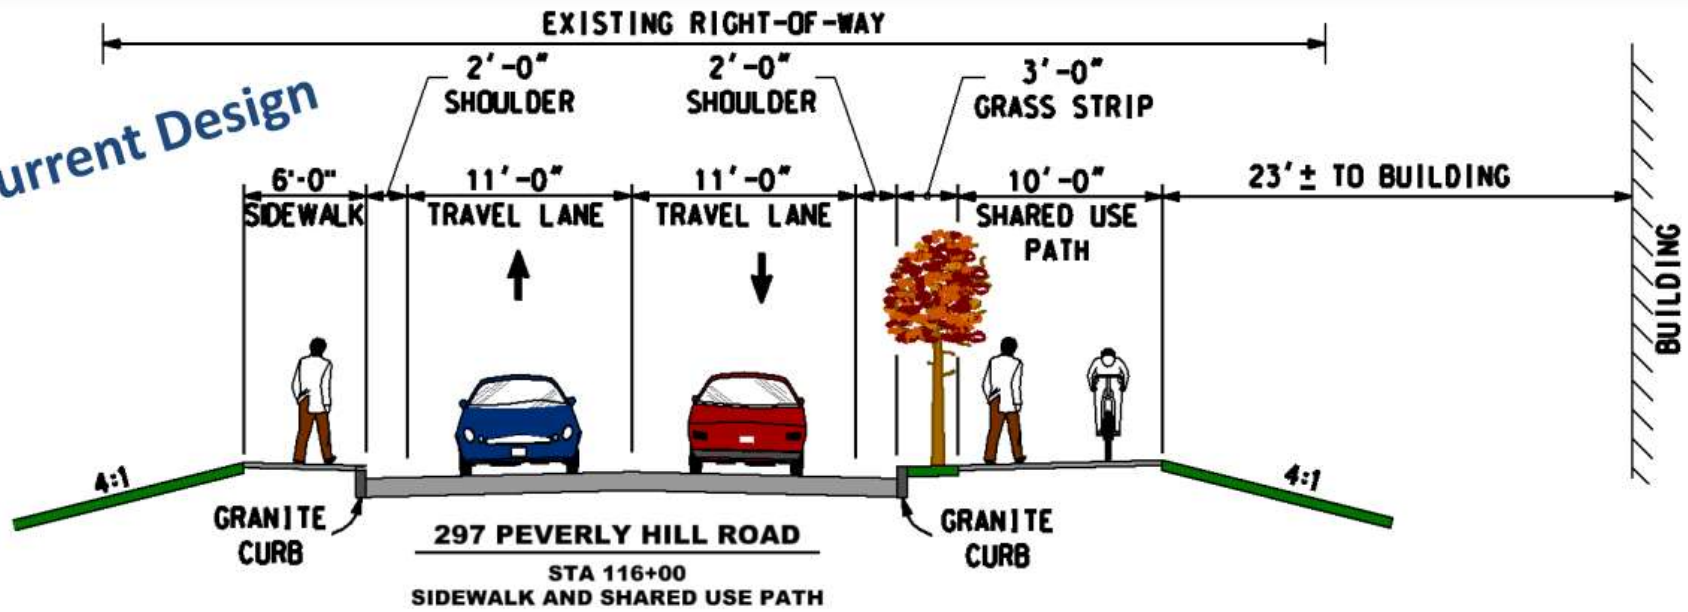 EXISTING RIGHT-OF-WAY
urrent Design
2'-0"
SHOULDER
2'-0"
SHOULDER
3'-0"
GRASS STRIP
6'-0"
SIDEWALK
11'-0"
TRAVEL LANE
11'-0"
TRAVEL LANE
10'-0"
SHARED USE
PATH
23'± TO BUILDING
BUILDING
4:1
4:1
GRANITE
CURB
GRANITE
CURB
297 PEVERLY HILL ROAD
STA 116+00
SIDEWALK AND SHARED USE PATH